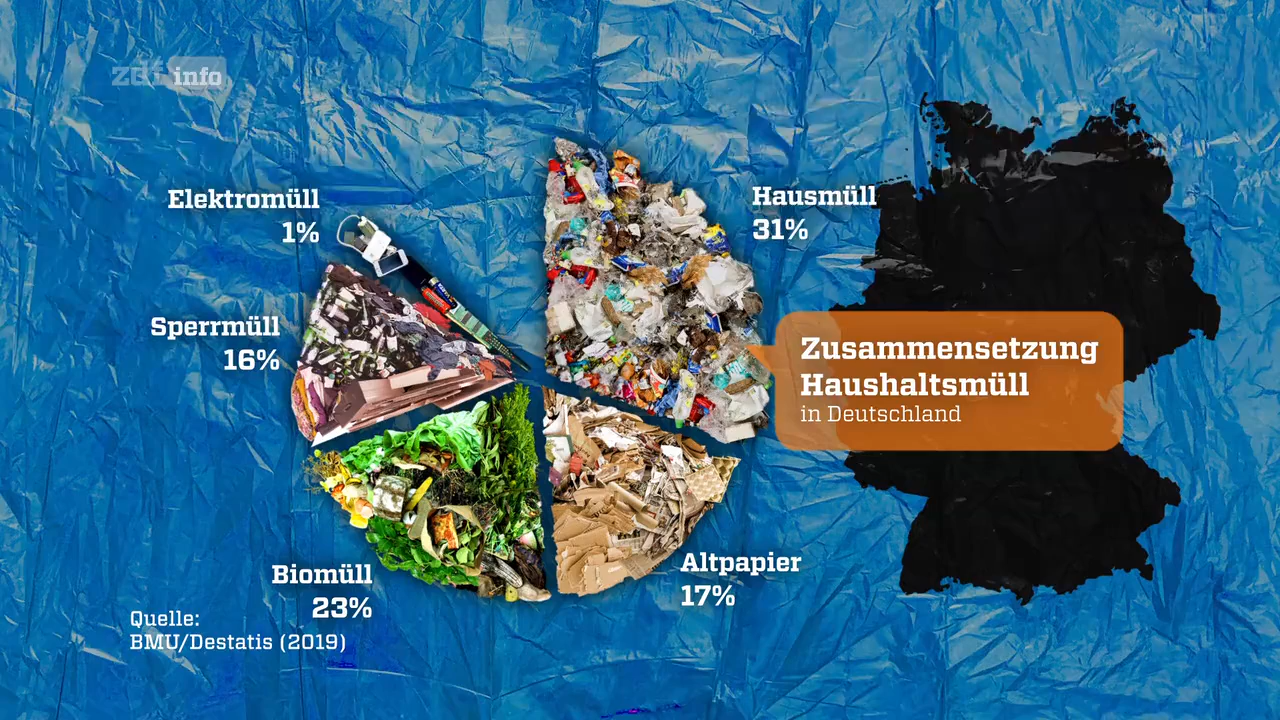 zdf info
Elektromüll
1%
Hausmüll
31%
Sperrmüll
16%
Zusammensetzung
Haushaltsmüll
in Deutschland
Altpapier
17%
Biomüll
23%
Quelle:
BMU/Destatis (2019)